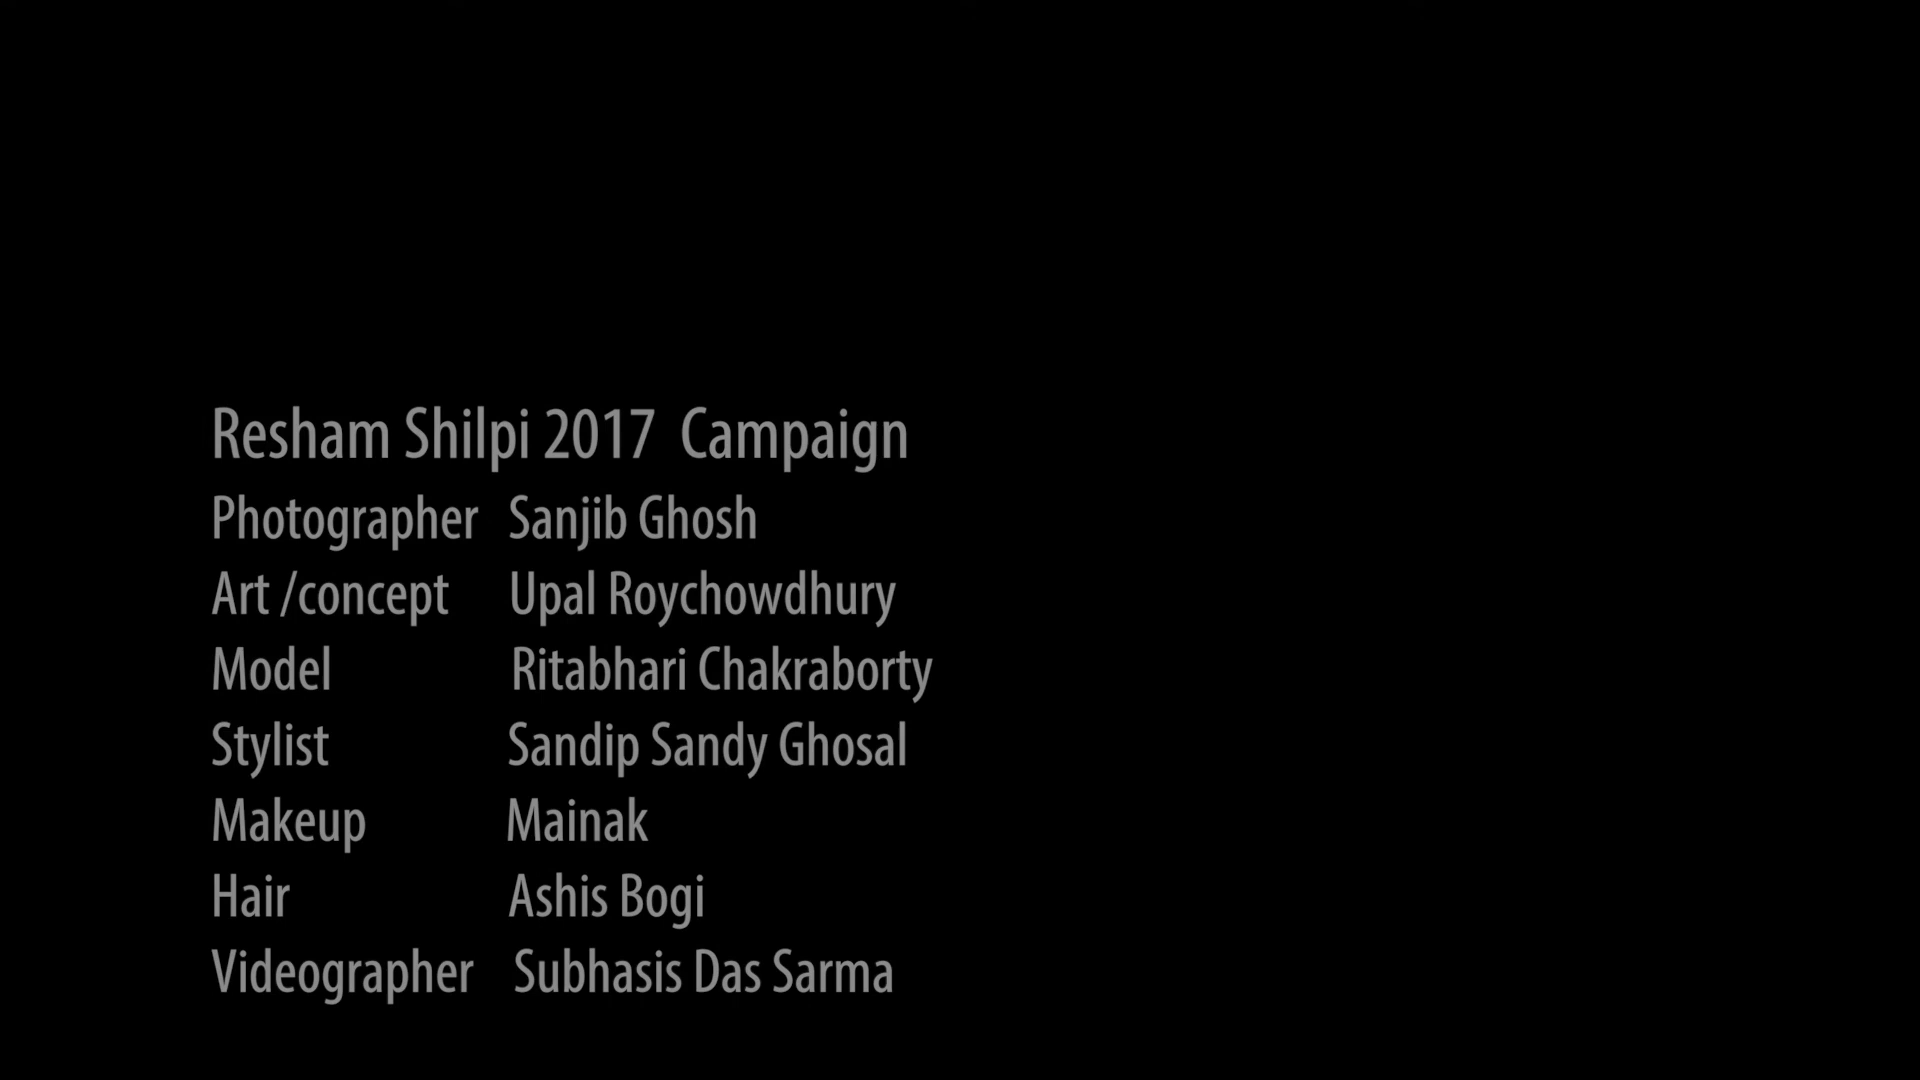 Resham Shilpi 2017 Campaign
Photographer Sanjib Ghosh
Art /concept Upal Roychowdhury
Model Ritabhari Chakraborty
Stylist Sandip Sandy Ghosal
Makeup Mainak
Hair Ashis Bogi
Videographer Subhasis Das Sarma